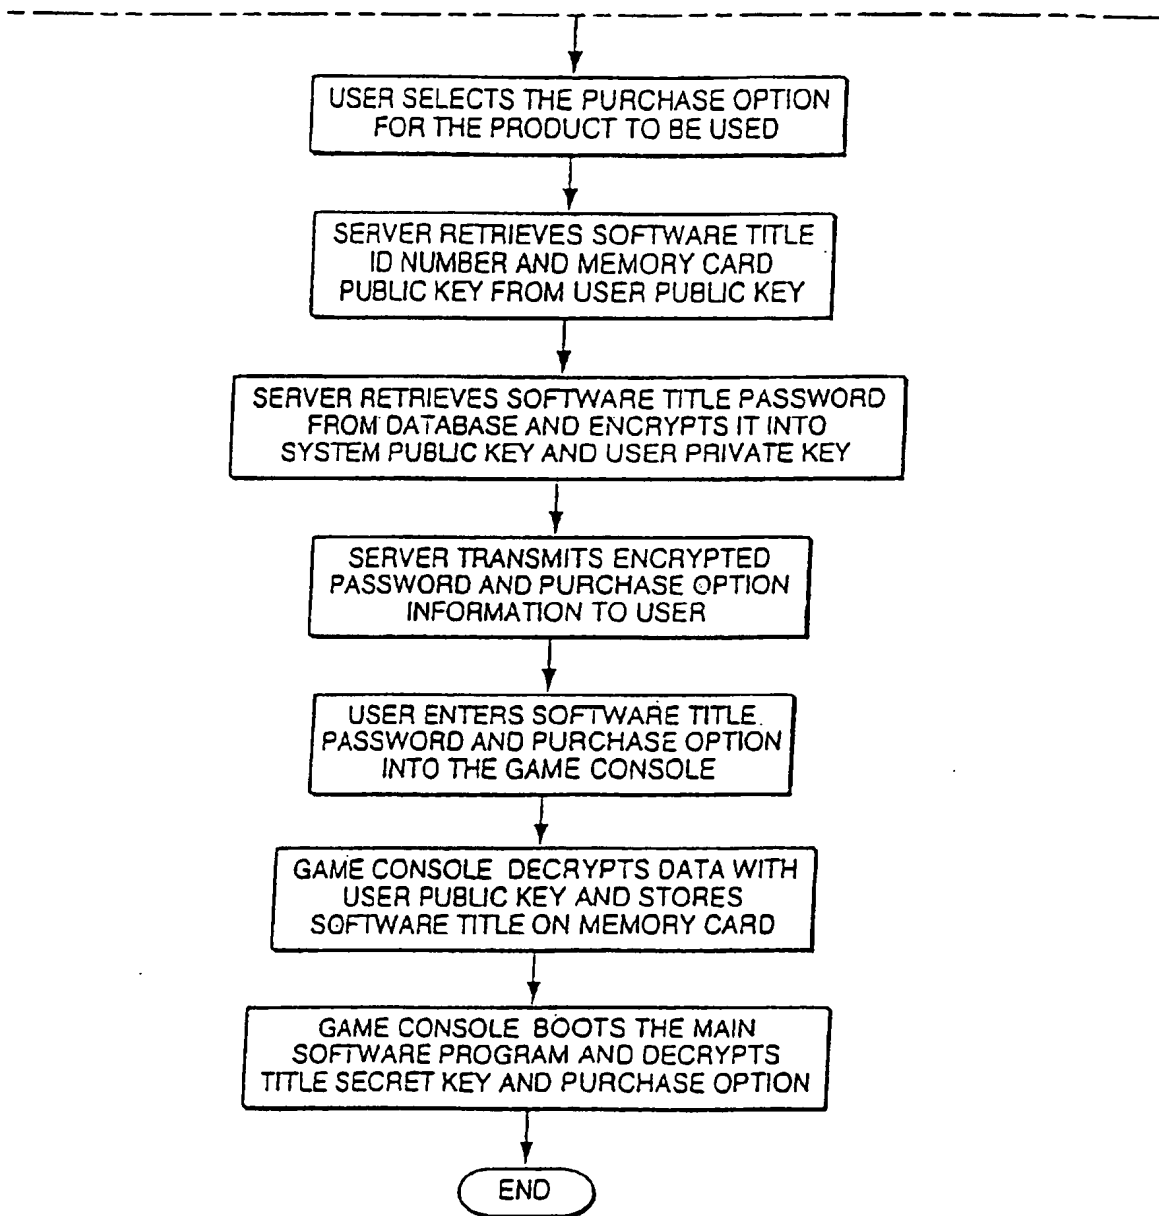 USER SELECTS THE PURCHASE OPTION
FOR THE PRODUCT TO BE USED
SERVER RETRIEVES SOFTWARE TITLE
ID NUMBER AND MEMORY CARD
PUBLIC KEY FROM USER PUBLIC KEY
SERVER RETRIEVES SOFTWARE TITLE PASSWORD
FROM DATABASE AND ENCRYPTS IT INTO
SYSTEM PUBLIC KEY AND USER PRIVATE KEY
SERVER TRANSMITS ENCRYPTED
PASSWORD AND PURCHASE OPTION
INFORMATION TO USER
USER ENTERS SOFTWARE TITLE
PASSWORD AND PURCHASE OPTION
INTO THE GAME CONSOLE
GAME CONSOLE DECRYPTS DATA WITH
USER PUBLIC KEY AND STORES
SOFTWARE TITLE ON MEMORY CARD
GAME CONSOLE BOOTS THE MAIN
SOFTWARE PROGRAM AND DECRYPTS
TITLE SECRET KEY AND PURCHASE OPTION
END